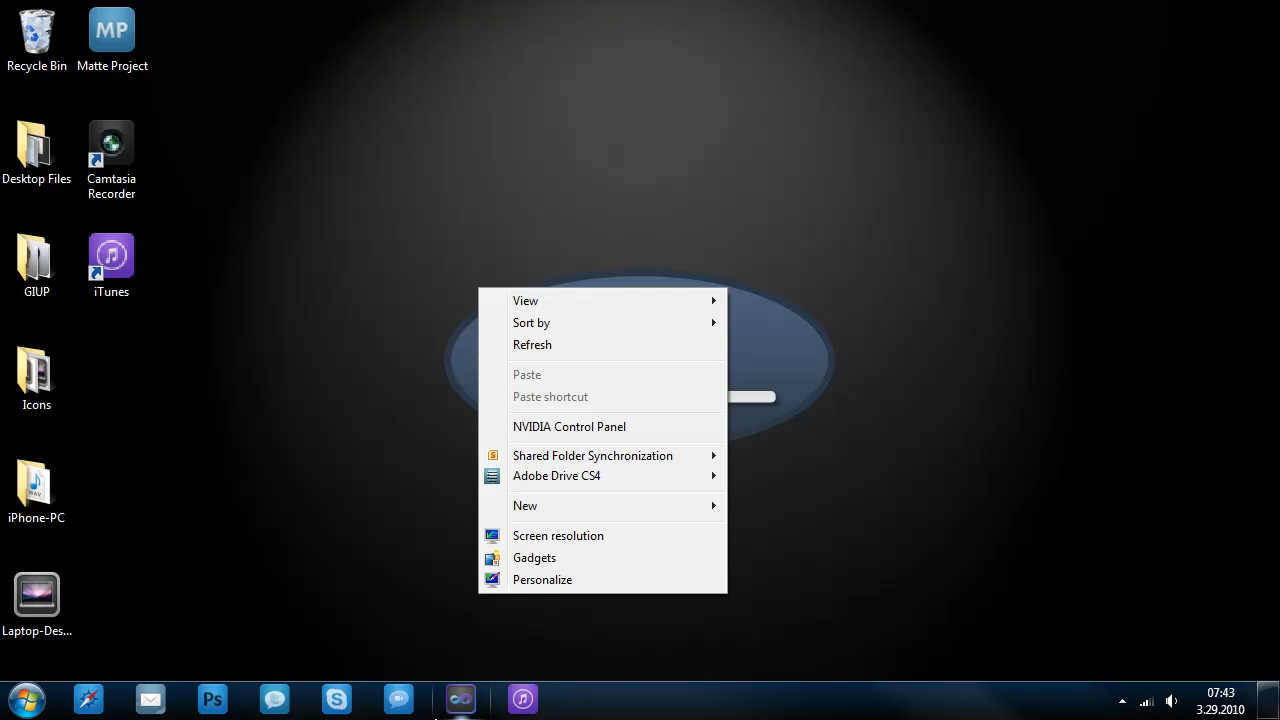 Recycle Bin
MP
Matte Project
Desktop Files
Camtasia
Recorder
GIUP
iTunes
Icons
WAV
iPhone-PC
Laptop-Des...
View
Sort by
Refresh
Paste
Paste shortcut
NVIDIA Control Panel
S
Shared Folder Synchronization
Adobe Drive CS4
New
Screen resolution
Gadgets
Personalize
Ps
07:43
3.29.2010